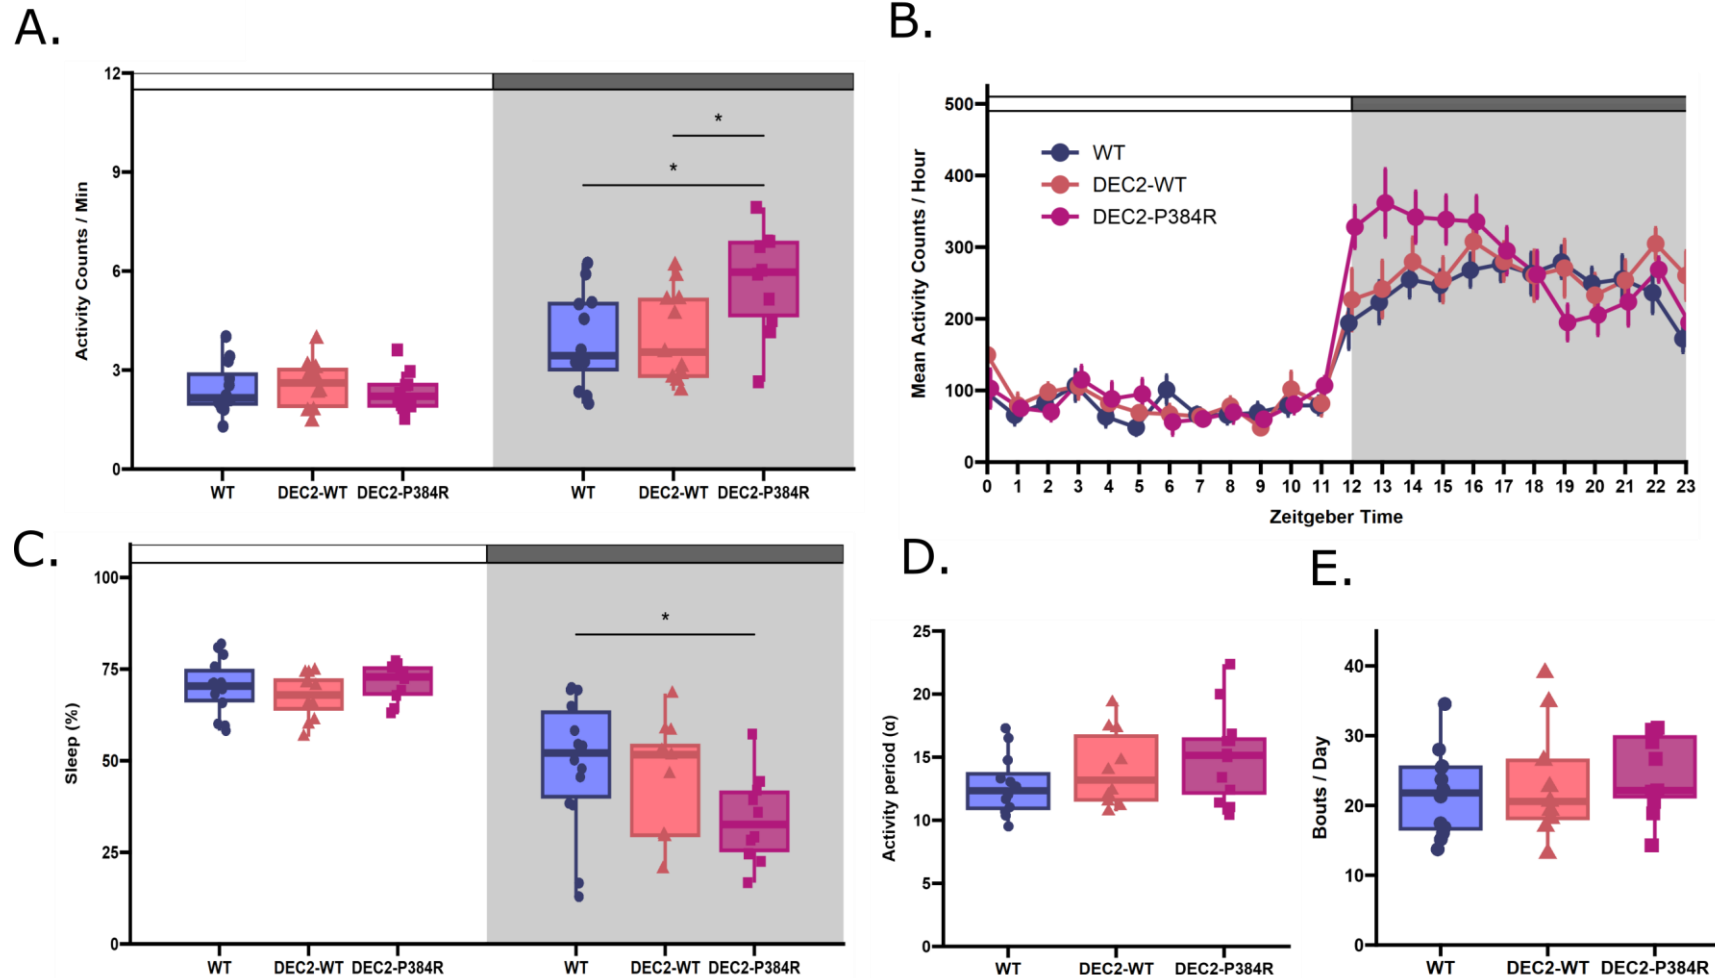 A.
12
9
6
3
0
Activity Counts / Min
*
*
WT
DEC2-WT
DEC2-P384R
WT
DEC2-WT
DEC2-P384R
B.
500
400
300
200
100
0
Mean Activity Counts / Hour
WT
DEC2-WT
DEC2-P384R
0 1 2 3 4 5 6 7 8 9 10 11 12 13 14 15 16 17 18 19 20 21 22 23
Zeitgeber Time
C.
100
75
50
25
0
Sleep (%)
*
WT
DEC2-WT
DEC2-P384R
WT
DEC2-WT
DEC2-P384R
D.
25
20
15
10
5
0
Activity period (α)
WT
DEC2-WT
DEC2-P384R
E.
40
30
20
10
0
Bouts / Day
WT
DEC2-WT
DEC2-P384R